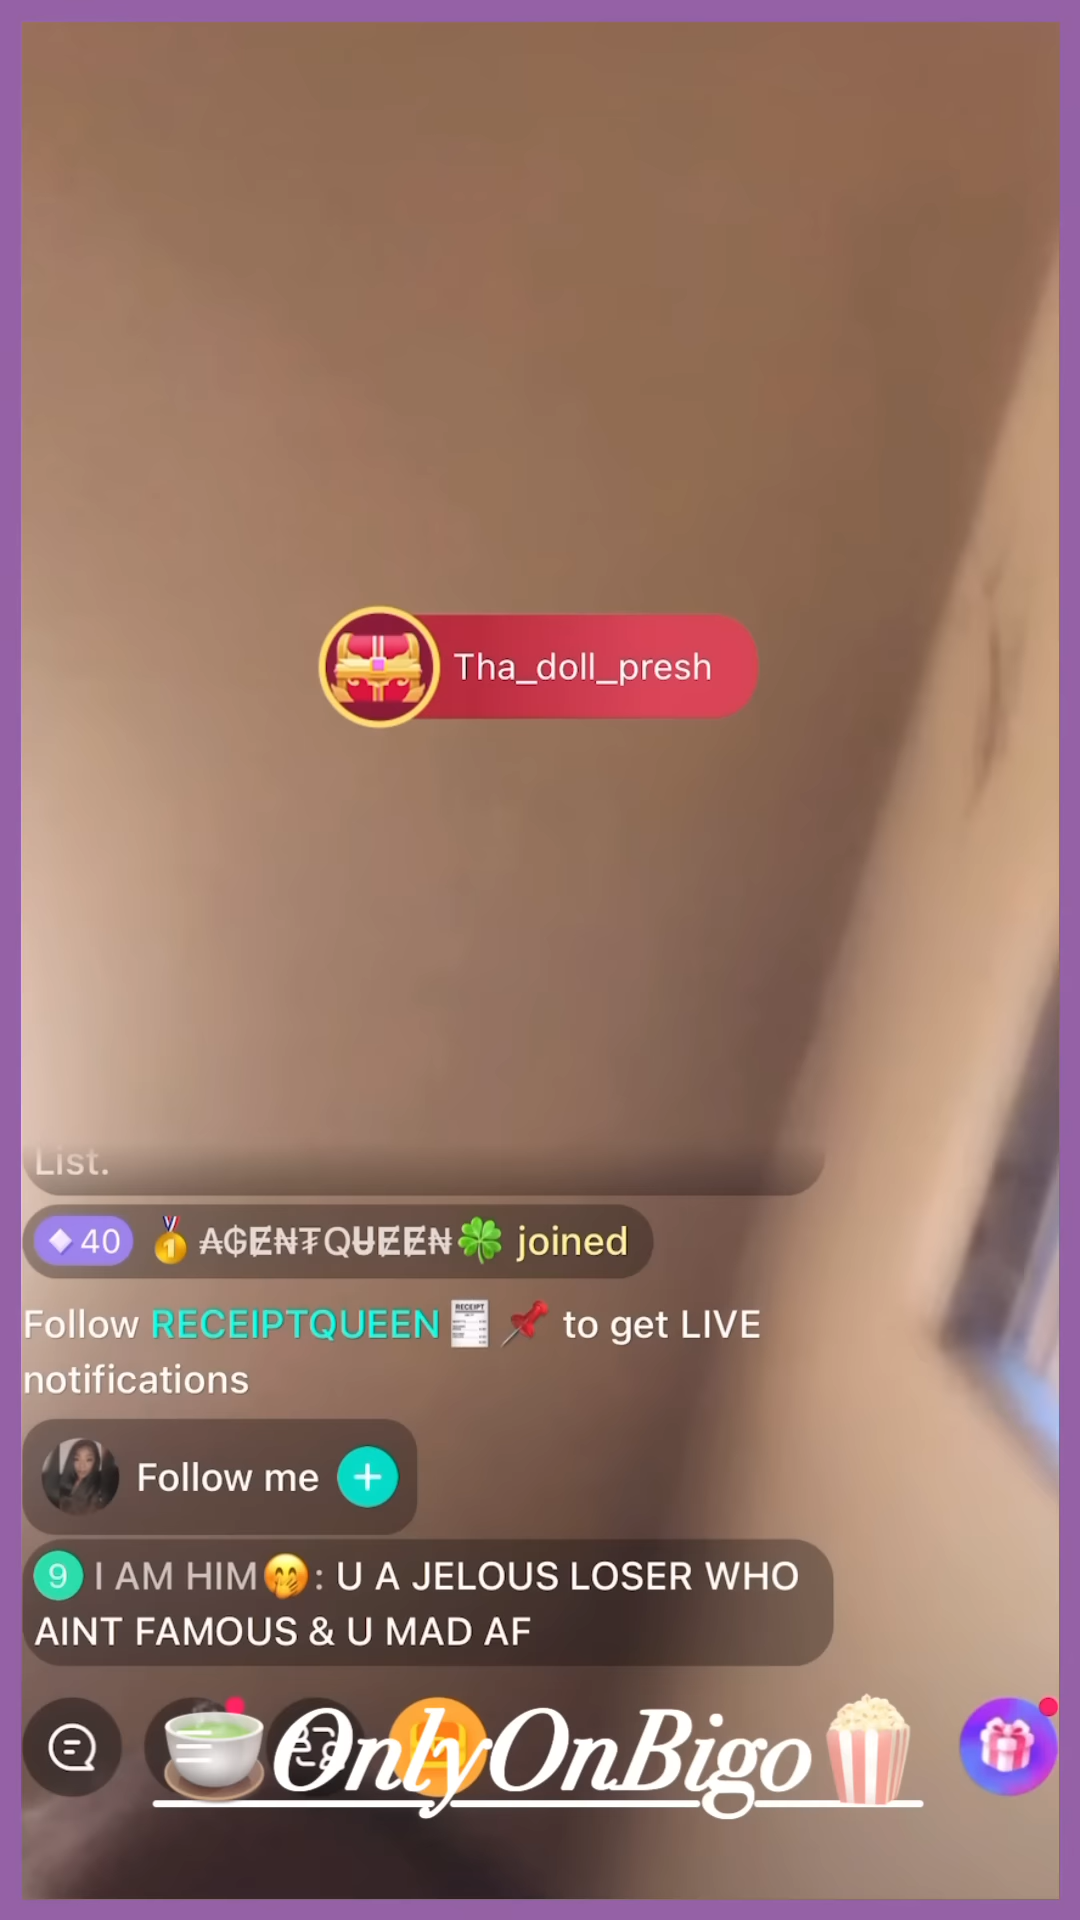 Tha_doll_presh
List.
40 🥇 A₲E₦₮QUEE₦🍀 joined
Follow RECEIPTQUEEN🧾📌 to get LIVE
notifications
Follow me
9 I AM HIM🤭: U A JELOUS LOSER WHO
AINT FAMOUS & U MAD AF
🍵OnlyOnBigo🍿